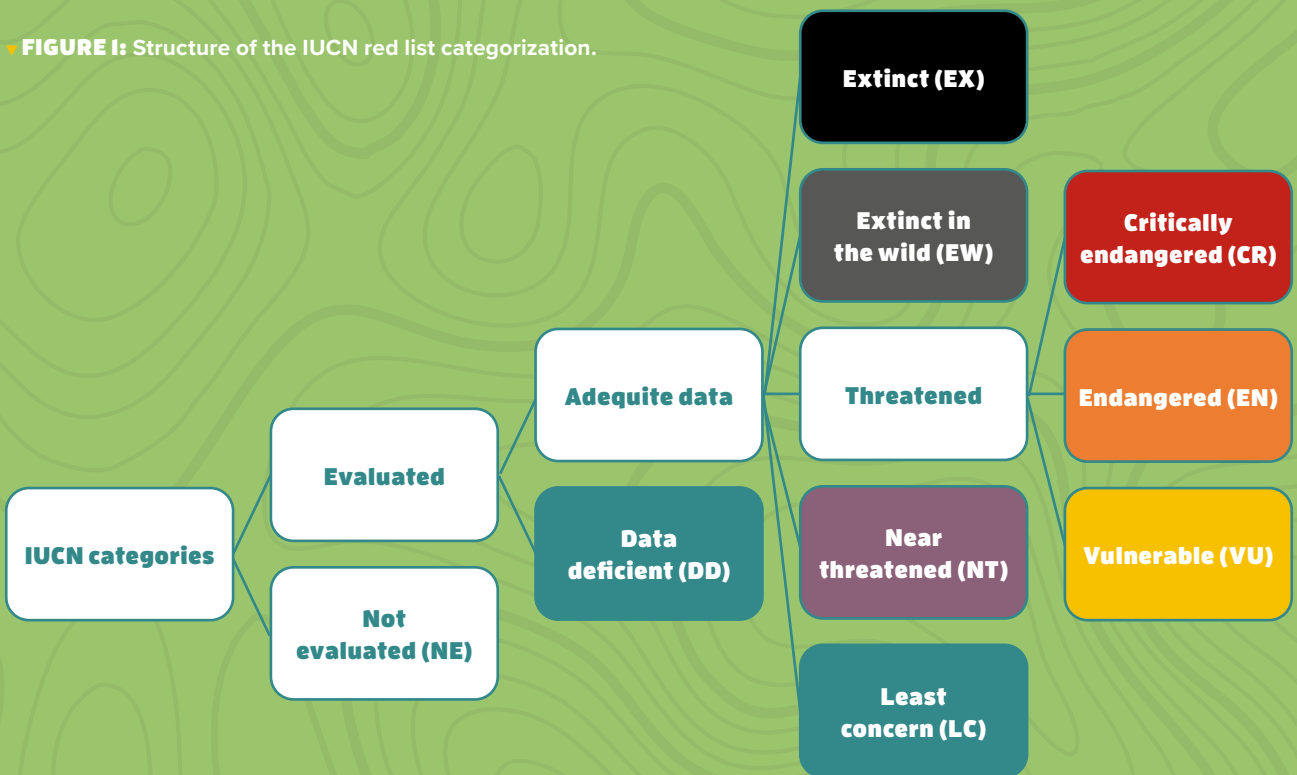 FIGURE 1: Structure of the IUCN red list categorization.
Extinct (EX)
Extinct in
the wild (EW)
Critically
endangered (CR)
Adequite data
Threatened
Endangered (EN)
Evaluated
IUCN categories
Data
deficient (DD)
Near
threatened (NT)
Vulnerable (VU)
Not
evaluated (NE)
Least
concern (LC)